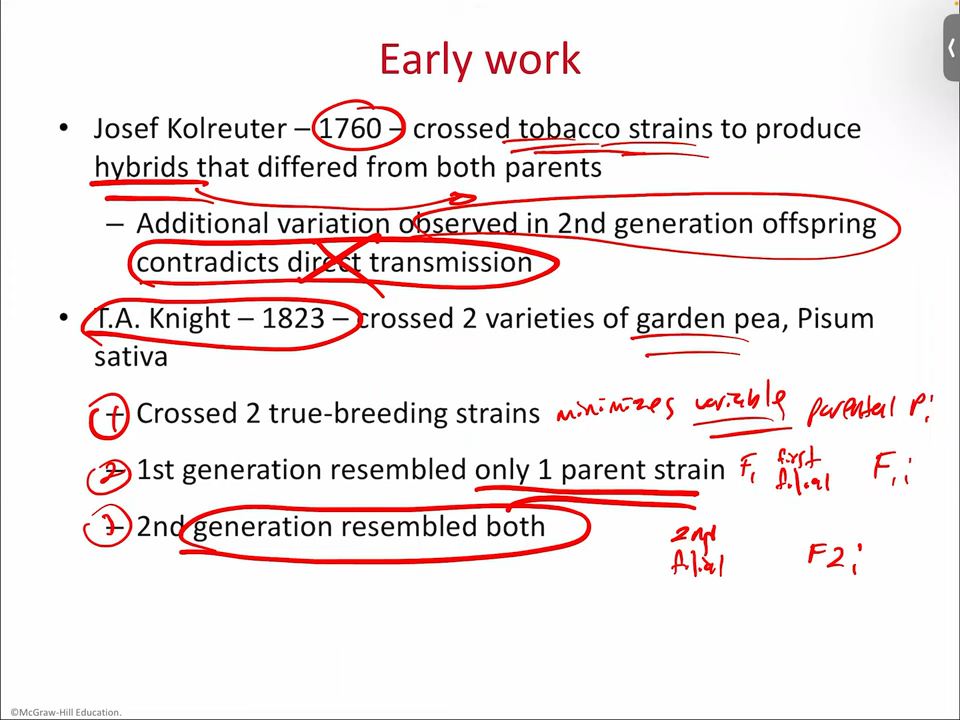 Early work
• Josef Kolreuter – 1760 – crossed tobacco strains to produce
hybrids that differed from both parents
– Additional variation observed in 2nd generation offspring
contradicts direct transmission
• T.A. Knight – 1823 – crossed 2 varieties of garden pea, Pisum
sativa
1 – Crossed 2 true-breeding strains minimizes variable parental P;
2 – 1st generation resembled only 1 parent strain F1 first filial F1;
3 – 2nd generation resembled both 2nd filial F2;
©McGraw-Hill Education.